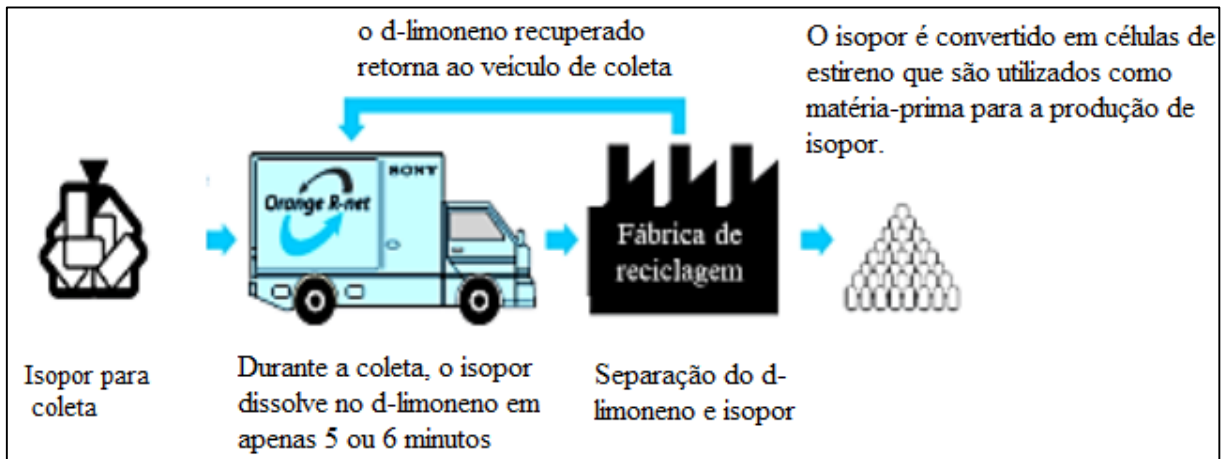 o d-limoneno recuperado
retorna ao veículo de coleta
O isopor é convertido em células de
estireno que são utilizados como
matéria-prima para a produção de
isopor.
SONY
Orange R-net
Fábrica de
reciclagem
Isopor para
coleta
Durante a coleta, o isopor
dissolve no d-limoneno em
apenas 5 ou 6 minutos
Separação do d-
limoneno e isopor